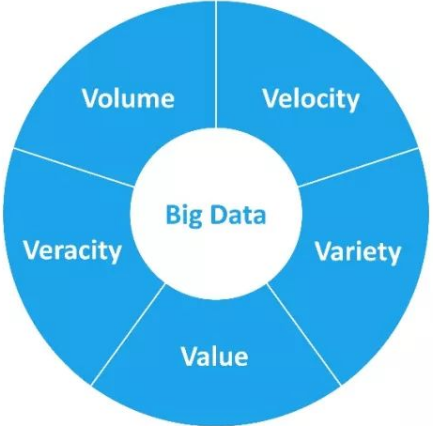 Volume
Velocity
Big Data
Veracity
Variety
Value